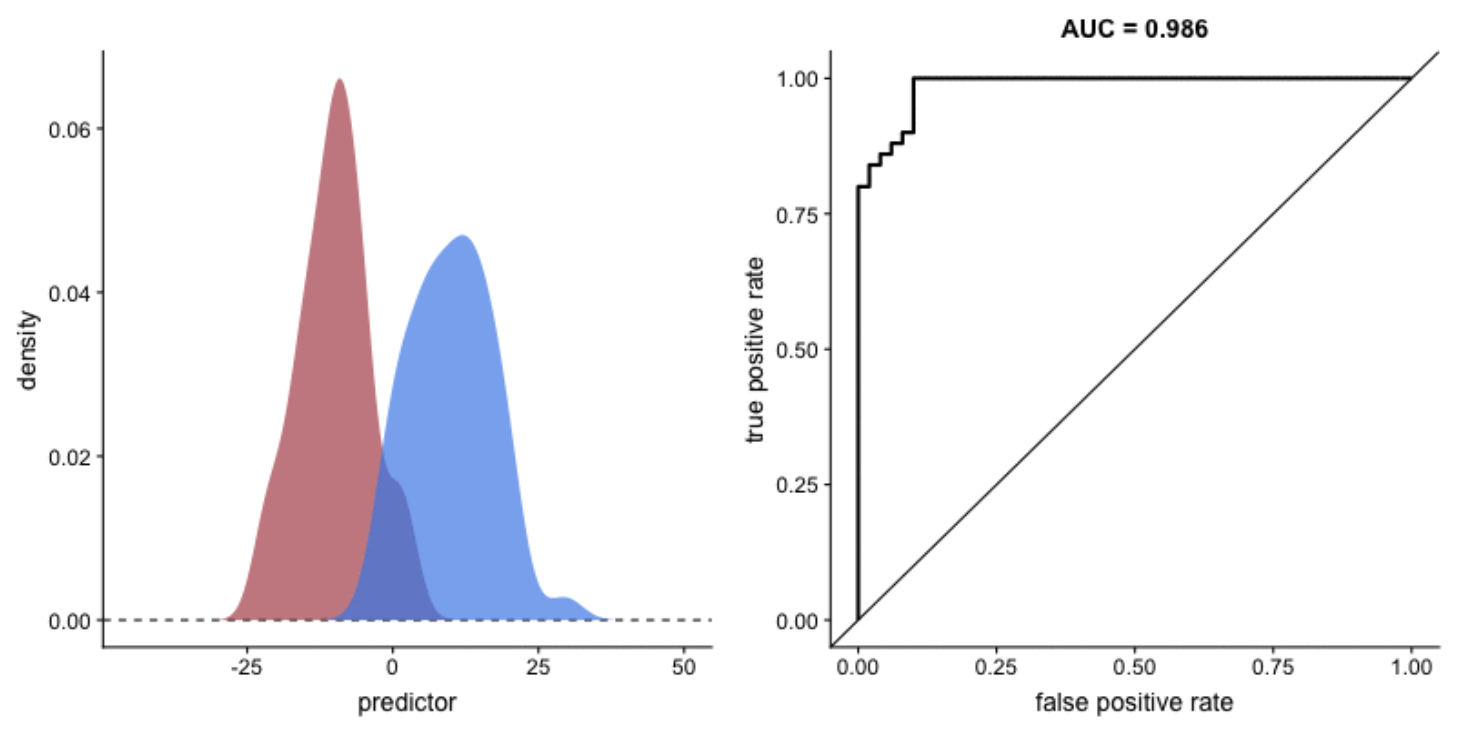 density
0.06
0.04
0.02
0.00
-25 0 25 50
predictor
AUC = 0.986
true positive rate
1.00
0.75
0.50
0.25
0.00
0.00 0.25 0.50 0.75 1.00
false positive rate